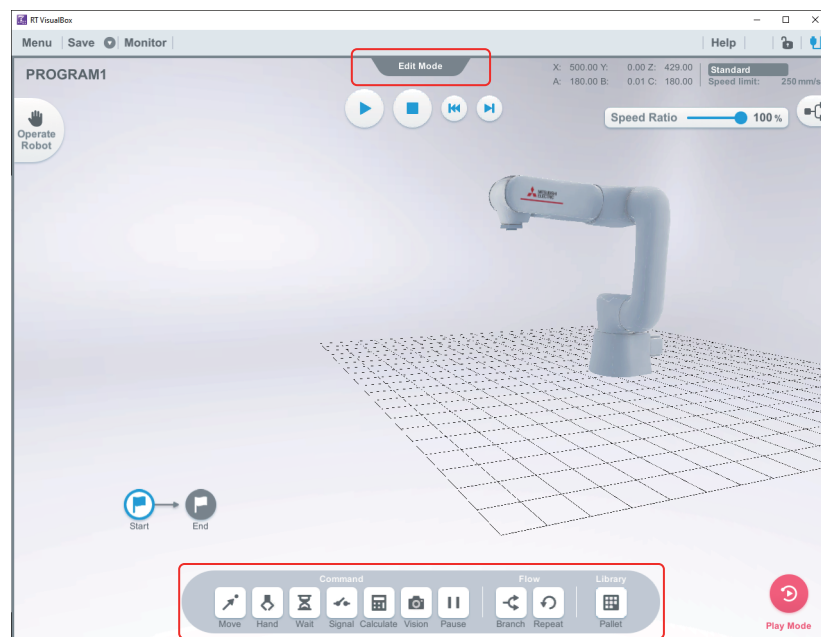 RT VisualBox
Menu Save Monitor Help
PROGRAM1
Edit Mode
X: 500.00 Y: 0.00 Z: 429.00
A: 180.00 B: 0.01 C: 180.00
Standard
Speed limit: 250 mm/s
Operate
Robot
Speed Ratio 100 %
MITSUBISHI
ELECTRIC
Start End
Command Flow Library
Move Hand Wait Signal Calculate Vision Pause Branch Repeat Pallet
Play Mode